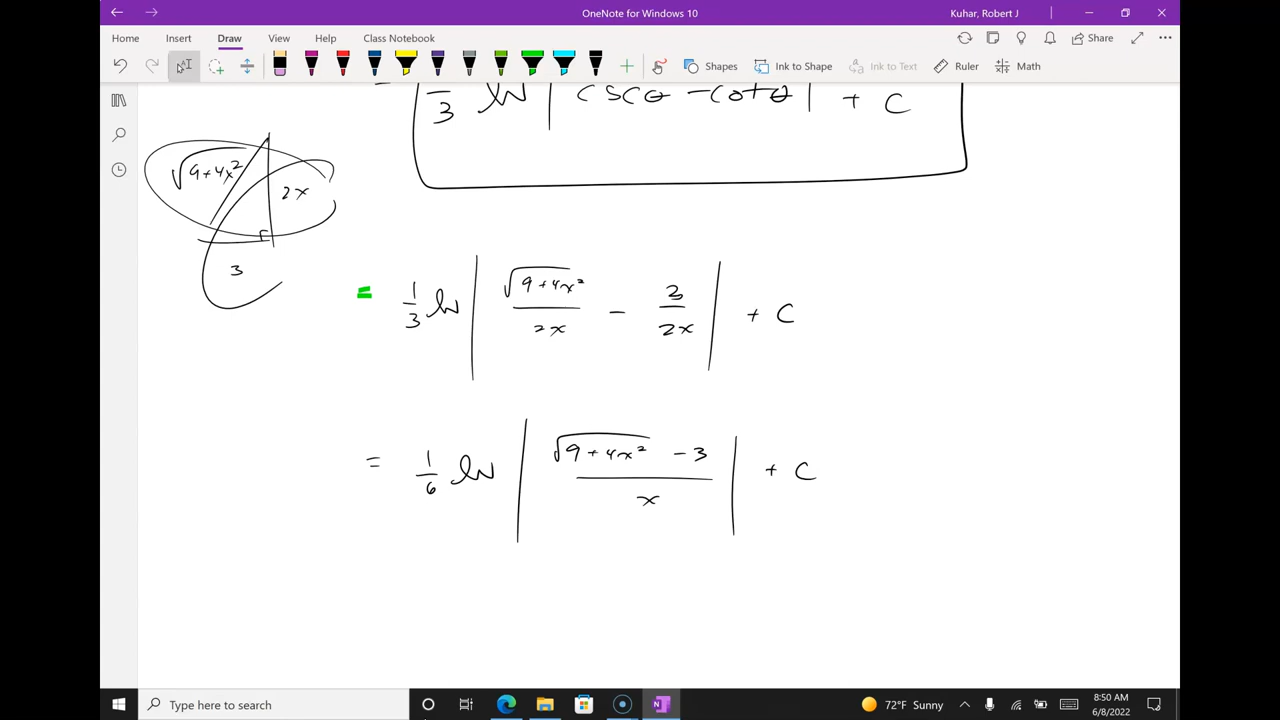 OneNote for Windows 10
Kuhar, Robert J
Home Insert Draw View Help Class Notebook
Share
Shapes Ink to Shape Ink to Text Ruler Math
1/3 ln | cscθ - cotθ | + C
√9+4x² 2x
3
= 1/3 ln | √9+4x²/2x - 3/2x | + C
= 1/6 ln | √9+4x² - 3/x | + C
Type here to search
72°F Sunny
8:50 AM
6/8/2022